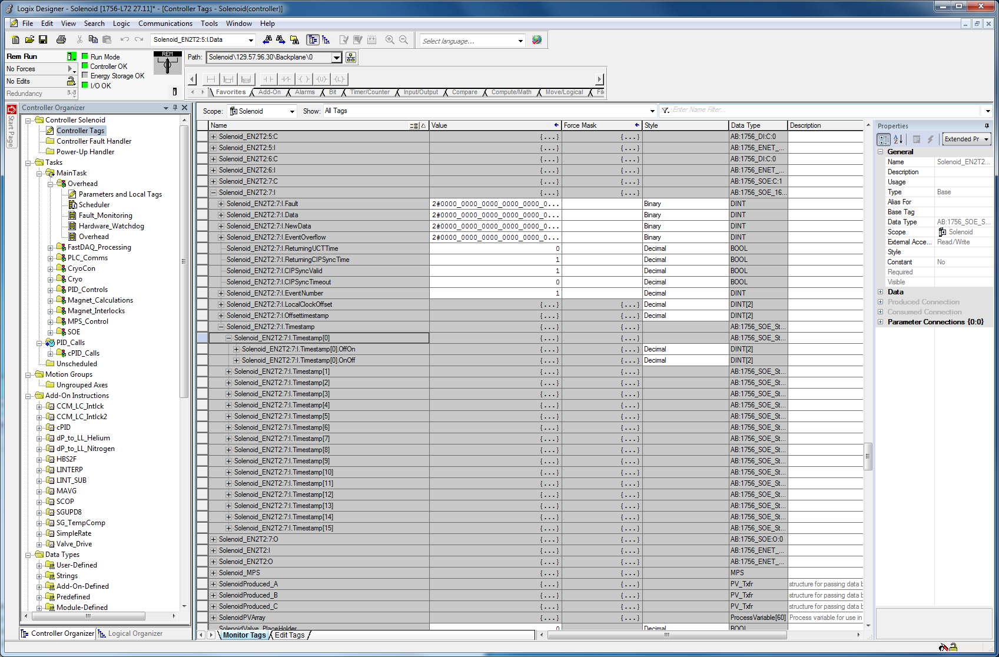 Logix Designer - Solenoid [1756-L72 27.11]* - [Controller Tags - Solenoid(controller)]
File Edit View Search Logic Communications Tools Window Help
Solenoid_EN2T2:5:I.Data
Select language...
Rem Run
No Forces
No Edits
Redundancy
Run Mode
Controller OK
Energy Storage OK
I/O OK
REM
Path: Solenoid\129.57.96.30\Backplane\0
Favorites Add-On Alarms Bit Timer/Counter Input/Output Compare Compute/Math Move/Logical Fil
Start Page
Controller Organizer
Controller Solenoid
Controller Tags
Controller Fault Handler
Power-Up Handler
Tasks
MainTask
Overhead
Parameters and Local Tags
Scheduler
Fault_Monitoring
Hardware_Watchdog
Overhead
FastDAQ_Processing
PLC_Comms
CryoCon
Cryo
PID_Controls
Magnet_Calculations
Magnet_Interlocks
MPS_Control
SOE
PID_Calls
cPID_Calls
Unscheduled
Motion Groups
Ungrouped Axes
Add-On Instructions
CCM_LC_Intlck
CCM_LC_Intlck2
cPID
dP_to_LL_Helium
dP_to_LL_Nitrogen
HBS2F
LINTERP
LINT_SUB
MAVG
SCOP
SGUPD8
SG_TempComp
SimpleRate
Valve_Drive
Data Types
User-Defined
Strings
Add-On-Defined
Predefined
Module-Defined
Controller Organizer Logical Organizer
Scope: Solenoid Show: All Tags Enter Name Filter...
Name Value Force Mask Style Data Type Description
Solenoid_EN2T2:5:C {...} {...} AB:1756_DI:C:0
Solenoid_EN2T2:5:I {...} {...} AB:1756_ENET_...
Solenoid_EN2T2:6:C {...} {...} AB:1756_DI:C:0
Solenoid_EN2T2:6:I {...} {...} AB:1756_ENET_...
Solenoid_EN2T2:7:C {...} {...} AB:1756_SOE:C:1
Solenoid_EN2T2:7:I {...} {...} AB:1756_SOE_16...
Solenoid_EN2T2:7:I.Fault 2#0000_0000_0000_0000_0000_0... Binary DINT
Solenoid_EN2T2:7:I.Data 2#0000_0000_0000_0000_0000_0... Binary DINT
Solenoid_EN2T2:7:I.NewData 2#0000_0000_0000_0000_0000_0... Binary DINT
Solenoid_EN2T2:7:I.EventOverflow 2#0000_0000_0000_0000_0000_0... Binary DINT
Solenoid_EN2T2:7:I.ReturningUCTTime 0 Decimal BOOL
Solenoid_EN2T2:7:I.ReturningCIPSyncTime 1 Decimal BOOL
Solenoid_EN2T2:7:I.CIPSyncValid 1 Decimal BOOL
Solenoid_EN2T2:7:I.CIPSyncTimeout 0 Decimal BOOL
Solenoid_EN2T2:7:I.EventNumber 1 Decimal DINT
Solenoid_EN2T2:7:I.LocalClockOffset {...} {...} Decimal DINT[2]
Solenoid_EN2T2:7:I.Offsettimestamp {...} {...} Decimal DINT[2]
Solenoid_EN2T2:7:I.Timestamp {...} {...} AB:1756_SOE_St...
Solenoid_EN2T2:7:I.Timestamp[0] {...} {...} AB:1756_SOE_St...
Solenoid_EN2T2:7:I.Timestamp[0].OffOn {...} {...} Decimal DINT[2]
Solenoid_EN2T2:7:I.Timestamp[0].OnOff {...} {...} Decimal DINT[2]
Solenoid_EN2T2:7:I.Timestamp[1] {...} {...} AB:1756_SOE_St...
Solenoid_EN2T2:7:I.Timestamp[2] {...} {...} AB:1756_SOE_St...
Solenoid_EN2T2:7:I.Timestamp[3] {...} {...} AB:1756_SOE_St...
Solenoid_EN2T2:7:I.Timestamp[4] {...} {...} AB:1756_SOE_St...
Solenoid_EN2T2:7:I.Timestamp[5] {...} {...} AB:1756_SOE_St...
Solenoid_EN2T2:7:I.Timestamp[6] {...} {...} AB:1756_SOE_St...
Solenoid_EN2T2:7:I.Timestamp[7] {...} {...} AB:1756_SOE_St...
Solenoid_EN2T2:7:I.Timestamp[8] {...} {...} AB:1756_SOE_St...
Solenoid_EN2T2:7:I.Timestamp[9] {...} {...} AB:1756_SOE_St...
Solenoid_EN2T2:7:I.Timestamp[10] {...} {...} AB:1756_SOE_St...
Solenoid_EN2T2:7:I.Timestamp[11] {...} {...} AB:1756_SOE_St...
Solenoid_EN2T2:7:I.Timestamp[12] {...} {...} AB:1756_SOE_St...
Solenoid_EN2T2:7:I.Timestamp[13] {...} {...} AB:1756_SOE_St...
Solenoid_EN2T2:7:I.Timestamp[14] {...} {...} AB:1756_SOE_St...
Solenoid_EN2T2:7:I.Timestamp[15] {...} {...} AB:1756_SOE_St...
Solenoid_EN2T2:7:O {...} {...} AB:1756_SOE:O:0
Solenoid_EN2T2:I {...} {...} AB:1756_ENET_...
Solenoid_EN2T2:O {...} {...} AB:1756_ENET_...
Solenoid_MPS {...} {...} MPS
SolenoidProduced_A {...} {...} PV_Txfr structure for passing data b
SolenoidProduced_B {...} {...} PV_Txfr structure for passing data b
SolenoidProduced_C {...} {...} PV_Txfr structure for passing data b
SolenoidPVArray {...} {...} ProcessVariable[60] Process variable for use in
SolenoidValve_PlaceHolder 0 Decimal BOOL
Monitor Tags Edit Tags
Properties
Extended Pr
General
Name Solenoid_EN2T2...
Description
Usage
Type Base
Alias For
Base Tag
Data Type AB:1756_SOE_S...
Scope Solenoid
External Acce... Read/Write
Style
Constant No
Required
Visible
Data
Produced Connection
Consumed Connection
Parameter Connections {0:0}